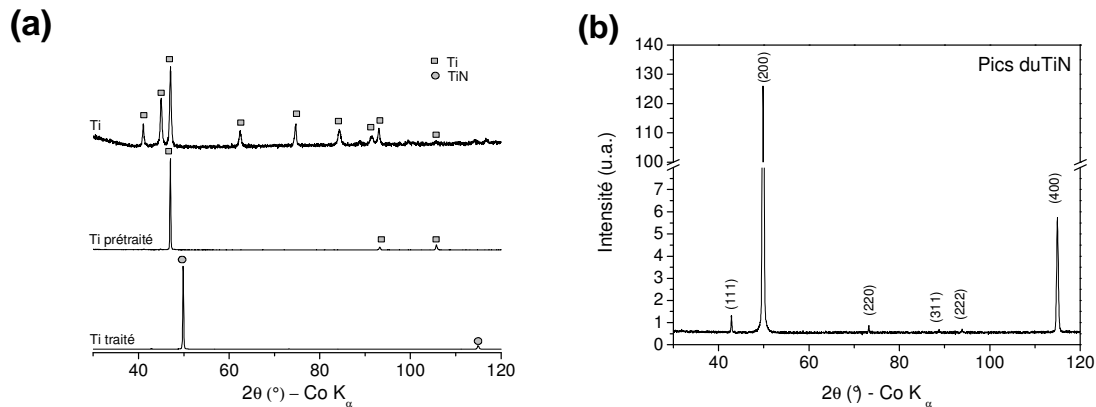 (a)
Ti
TiN
Ti
Ti prétraité
Ti traité
40
60
80
100
120
2θ (°) – Co Kα
(b)
Pics duTiN
Intensité (u.a.)
140
130
120
110
100
7
6
5
4
3
2
1
0
(111)
(200)
(220)
(311)
(222)
(400)
40
60
80
100
120
2θ (°) - Co Kα